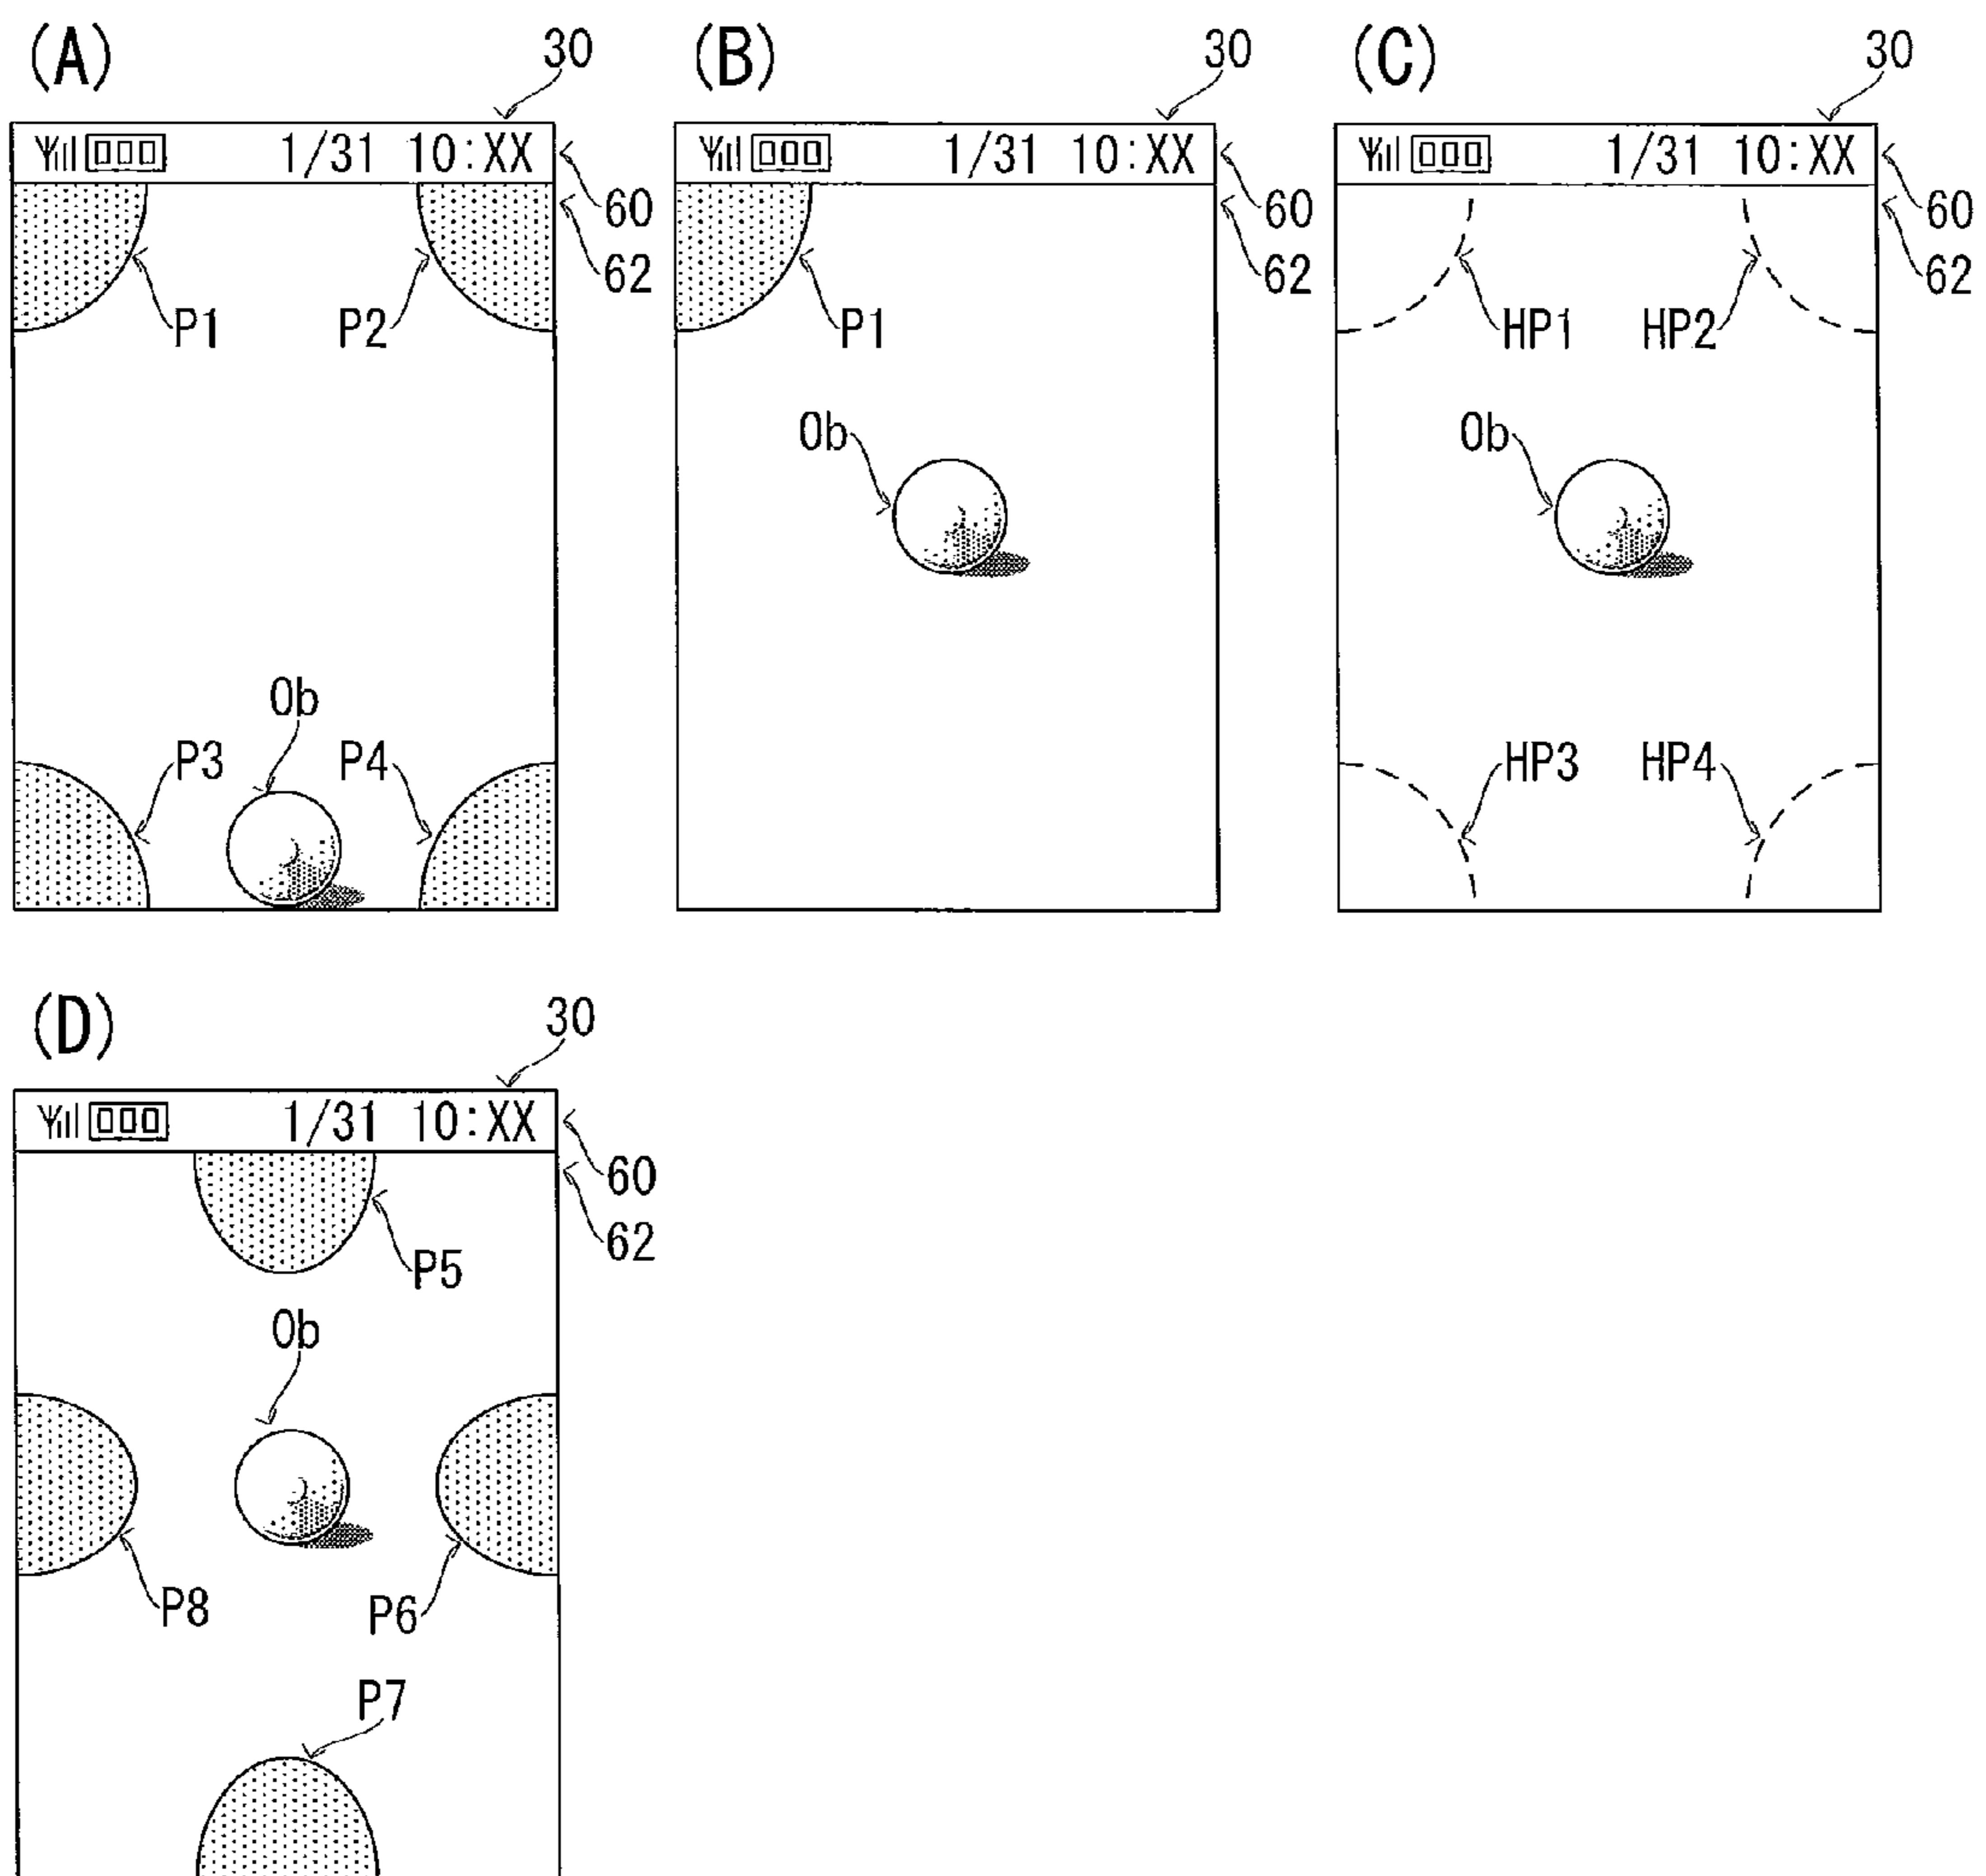 (A)
30
1/31 10:XX
60
62
P1
P2
Ob
P3
P4
(B)
30
1/31 10:XX
60
62
P1
Ob
(C)
30
1/31 10:XX
60
62
HP1
HP2
Ob
HP3
HP4
(D)
30
1/31 10:XX
60
62
P5
Ob
P8
P6
P7